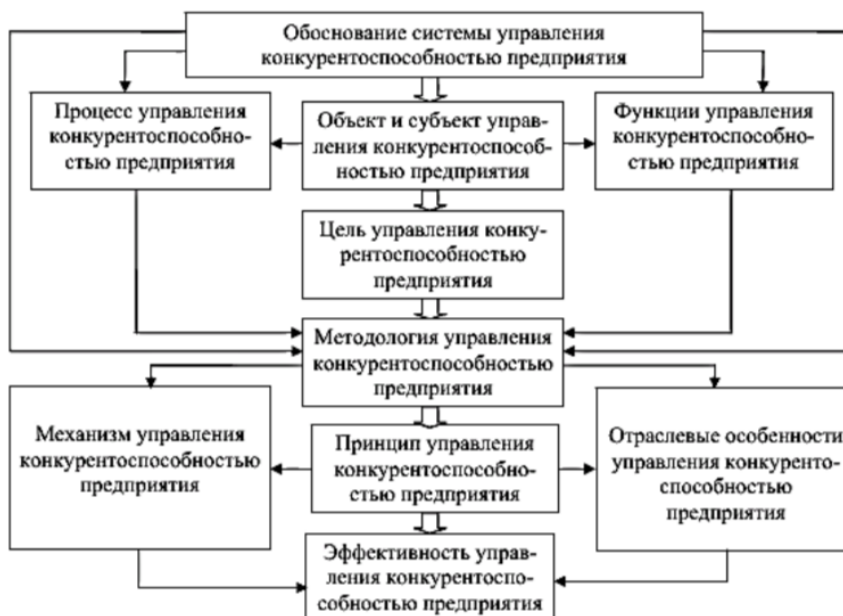 Обоснование системы управления
конкурентоспособностью предприятия
Процесс управления
конкурентоспособно-
стью предприятия
Объект и субъект управ-
ления конкурентоспособ-
ностью предприятия
Функции управления
конкурентоспособно-
стью предприятия
Цель управления конку-
рентоспособностью
предприятия
Методология управления
конкурентоспособностью
предприятия
Механизм управления
конкурентоспособностью
предприятия
Принцип управления
конкурентоспособно-
стью предприятия
Отраслевые особенности
управления конкуренто-
способностью
предприятия
Эффективность управ-
ления конкурентоспо-
собностью предприятия